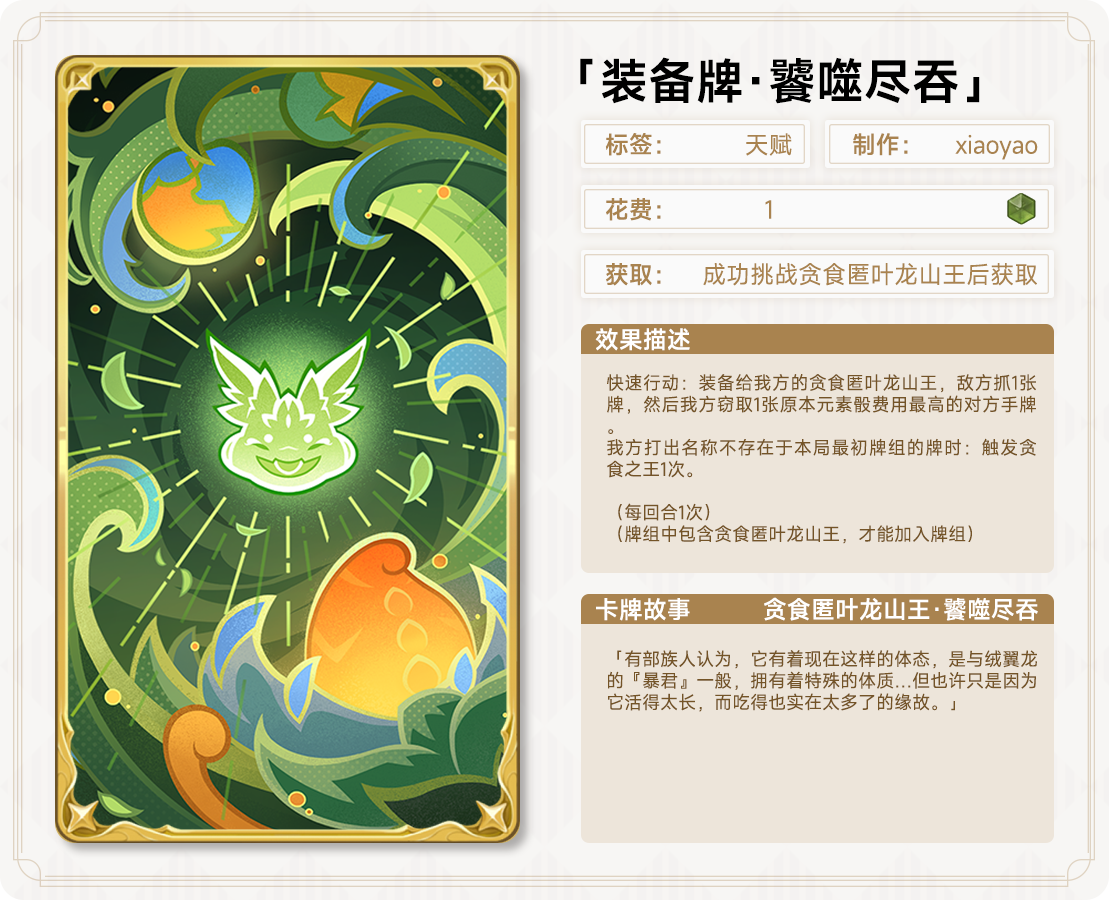 「装备牌·饕噬尽吞」
标签： 天赋
制作： xiaoyao
花费： 1
获取： 成功挑战贪食匿叶龙山王后获取
效果描述
快速行动：装备给我方的贪食匿叶龙山王，敌方抓1张
牌，然后我方窃取1张原本元素骰费用最高的对方手牌
。
我方打出名称不存在于本局最初牌组的牌时：触发贪
食之王1次。
（每回合1次）
（牌组中包含贪食匿叶龙山王，才能加入牌组）
卡牌故事 贪食匿叶龙山王·饕噬尽吞
「有部族人认为，它有着现在这样的体态，是与绒翼龙
的『暴君』一般，拥有着特殊的体质...但也许只是因为
它活得太长，而吃得也实在太多了的缘故。」